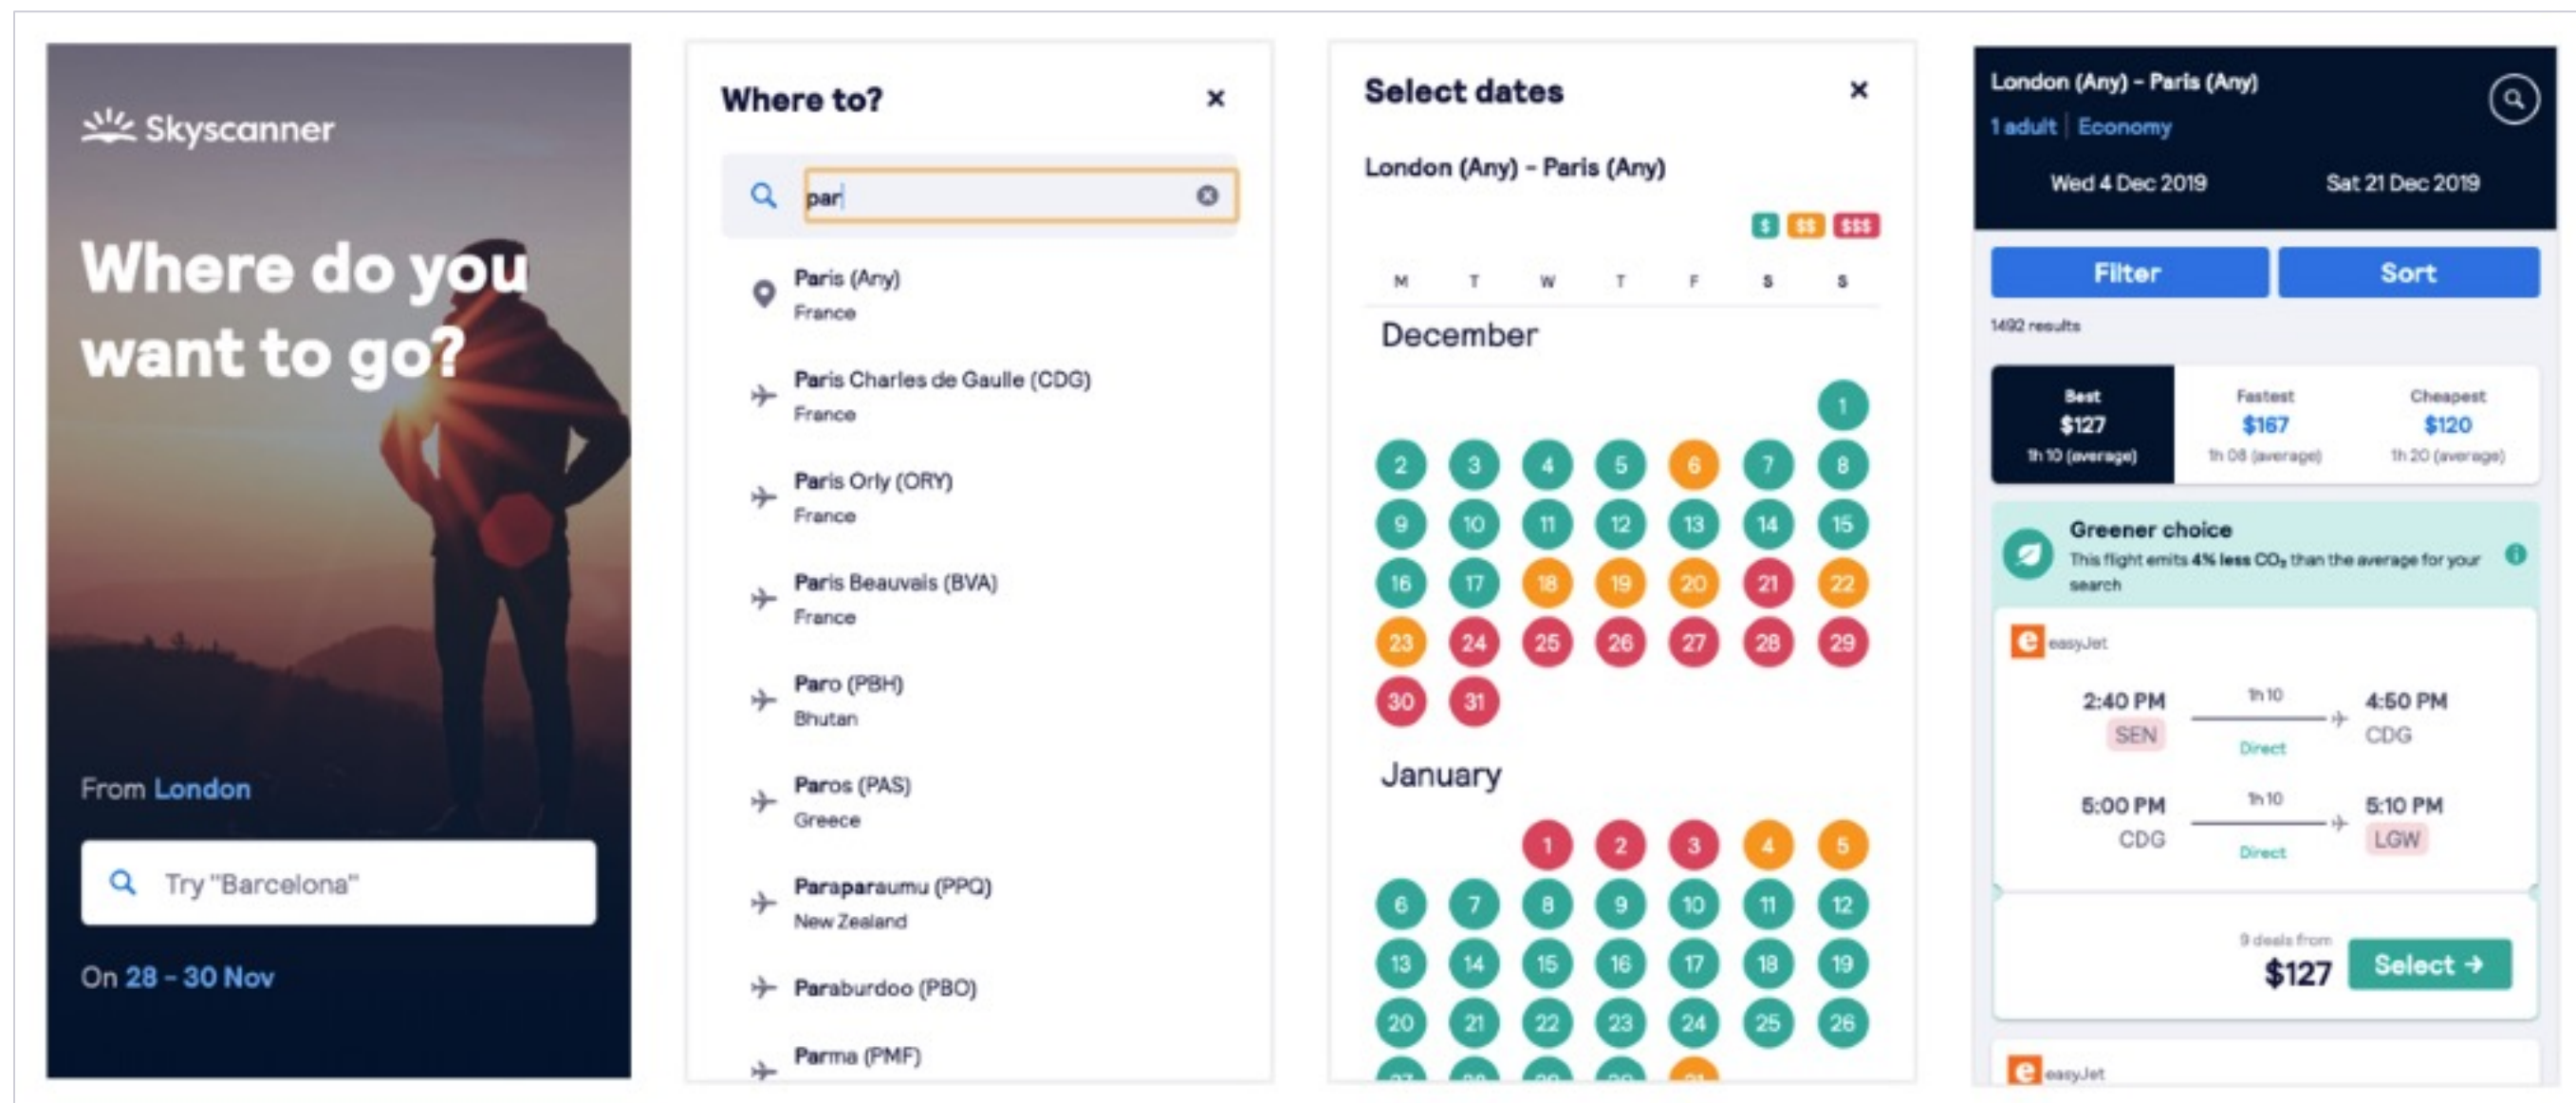 Skyscanner
Where do you
want to go?
From London
Try "Barcelona"
On 28 – 30 Nov
Where to?
par
Paris (Any)
France
Paris Charles de Gaulle (CDG)
France
Paris Orly (ORY)
France
Paris Beauvais (BVA)
France
Paro (PBH)
Bhutan
Paros (PAS)
Greece
Paraparaumu (PPQ)
New Zealand
Paraburdoo (PBO)
Parma (PMF)
Select dates
London (Any) – Paris (Any)
$ $$ $$$
M T W T F S S
December
1
2 3 4 5 6 7 8
9 10 11 12 13 14 15
16 17 18 19 20 21 22
23 24 25 26 27 28 29
30 31
January
1 2 3 4 5
6 7 8 9 10 11 12
13 14 15 16 17 18 19
20 21 22 23 24 25 26
London (Any) – Paris (Any)
1 adult | Economy
Wed 4 Dec 2019 Sat 21 Dec 2019
Filter Sort
1492 results
Best Fastest Cheapest
$127 $167 $120
1h 10 (average) 1h 08 (average) 1h 20 (average)
Greener choice
This flight emits 4% less CO₂ than the average for your
search
e easyJet
2:40 PM 1h 10 4:50 PM
SEN Direct CDG
5:00 PM 1h 10 5:10 PM
CDG Direct LGW
9 deals from
$127 Select →
e easyJet